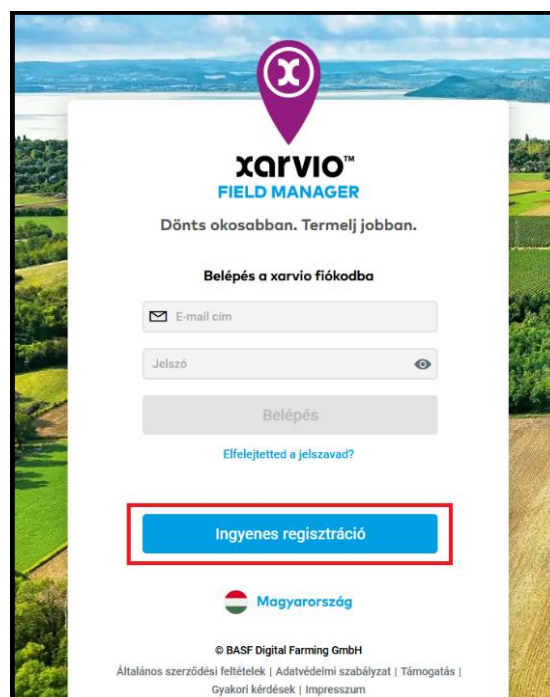 xarvio™
FIELD MANAGER
Dönts okosabban. Termelj jobban.
Belépés a xarvio fiókodba
E-mail cím
Jelszó
Belépés
Elfelejtetted a jelszavad?
Ingyenes regisztráció
Magyarország
© BASF Digital Farming GmbH
Általános szerződési feltételek | Adatvédelmi szabályzat | Támogatás |
Gyakori kérdések | Impresszum